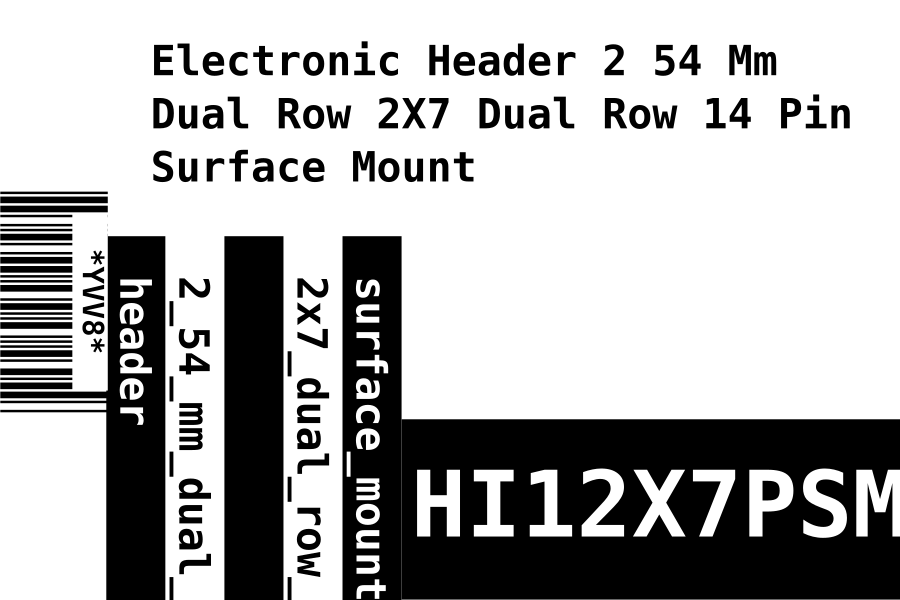 Electronic Header 2 54 Mm
Dual Row 2X7 Dual Row 14 Pin
Surface Mount
*YVV8*
header
2_54_mm_dual_
2x7_dual_row_
surface_mount
HI12X7PSM